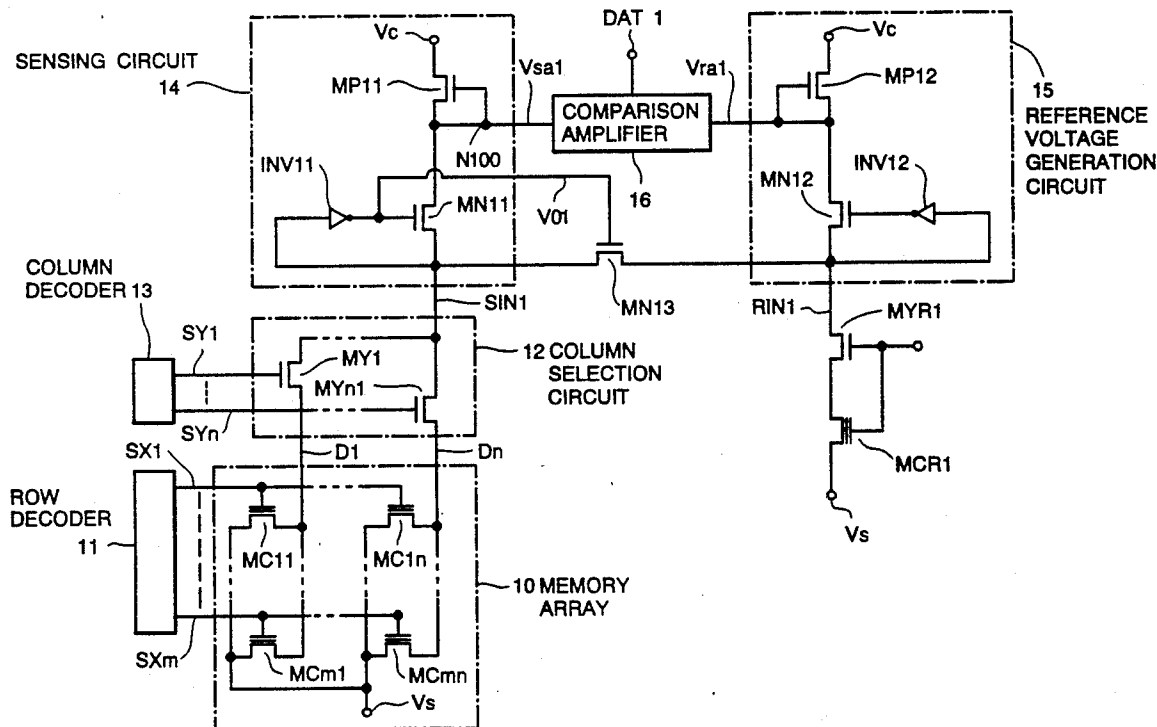 DAT 1
Vc
Vc
SENSING CIRCUIT
14
MP11
Vsa1
Vra1
MP12
COMPARISON
AMPLIFIER
16
15
REFERENCE
VOLTAGE
GENERATION
CIRCUIT
N100
INV11
INV12
MN11
V01
MN12
MN13
COLUMN
DECODER 13
SIN1
RIN1
MYR1
SY1
MY1
MYn1
12 COLUMN
SELECTION
CIRCUIT
SYn
MCR1
SX1
D1
Dn
ROW
DECODER
11
MC11
MC1n
Vs
10 MEMORY
ARRAY
SXm
MCm1
MCmn
Vs